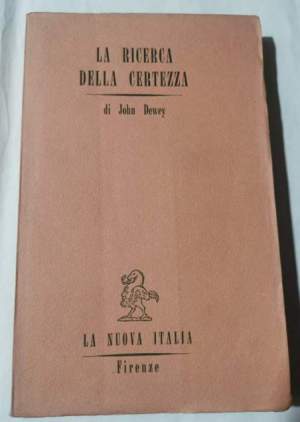 LA RICERCA
DELLA CERTEZZA
di John Dewey
LA NUOVA ITALIA
Firenze